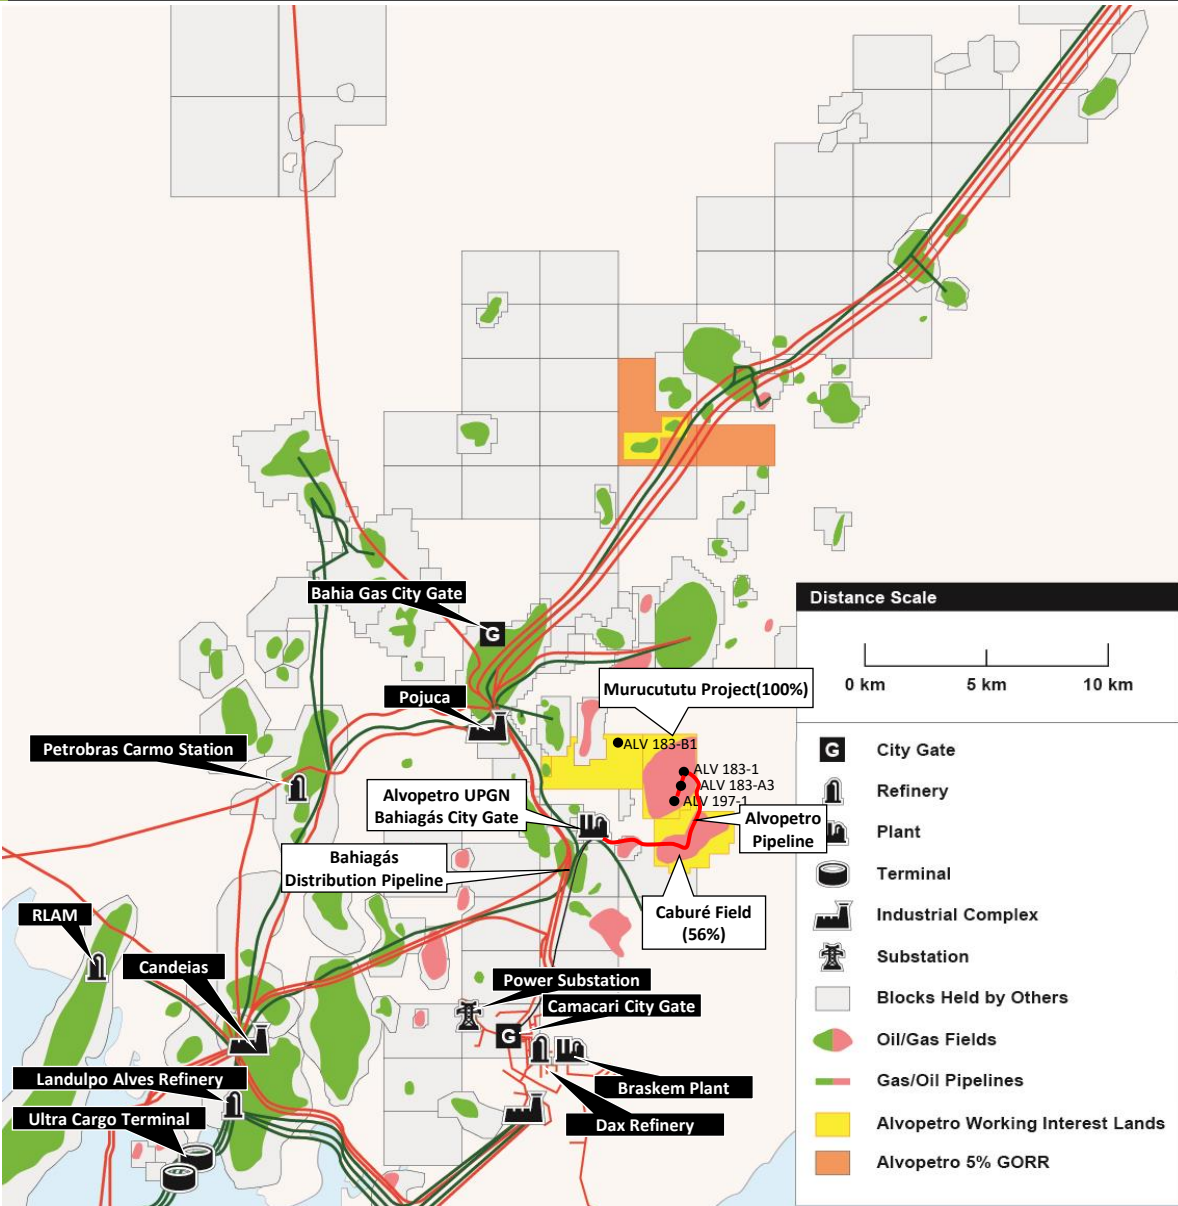 Bahia Gas City Gate
G
Pojuca
Murucututu Project(100%)
ALV 183-B1
ALV 183-1
ALV 183-A3
ALV 197-1
Petrobras Carmo Station
Alvopetro UPGN
Bahiagás City Gate
Alvopetro
Pipeline
Bahiagás
Distribution Pipeline
Caburé Field
(56%)
RLAM
Candeias
Power Substation
Camacari City Gate
G
Landulpo Alves Refinery
Braskem Plant
Ultra Cargo Terminal
Dax Refinery
Distance Scale
0 km
5 km
10 km
G
City Gate
Refinery
Plant
Terminal
Industrial Complex
Substation
Blocks Held by Others
Oil/Gas Fields
Gas/Oil Pipelines
Alvopetro Working Interest Lands
Alvopetro 5% GORR